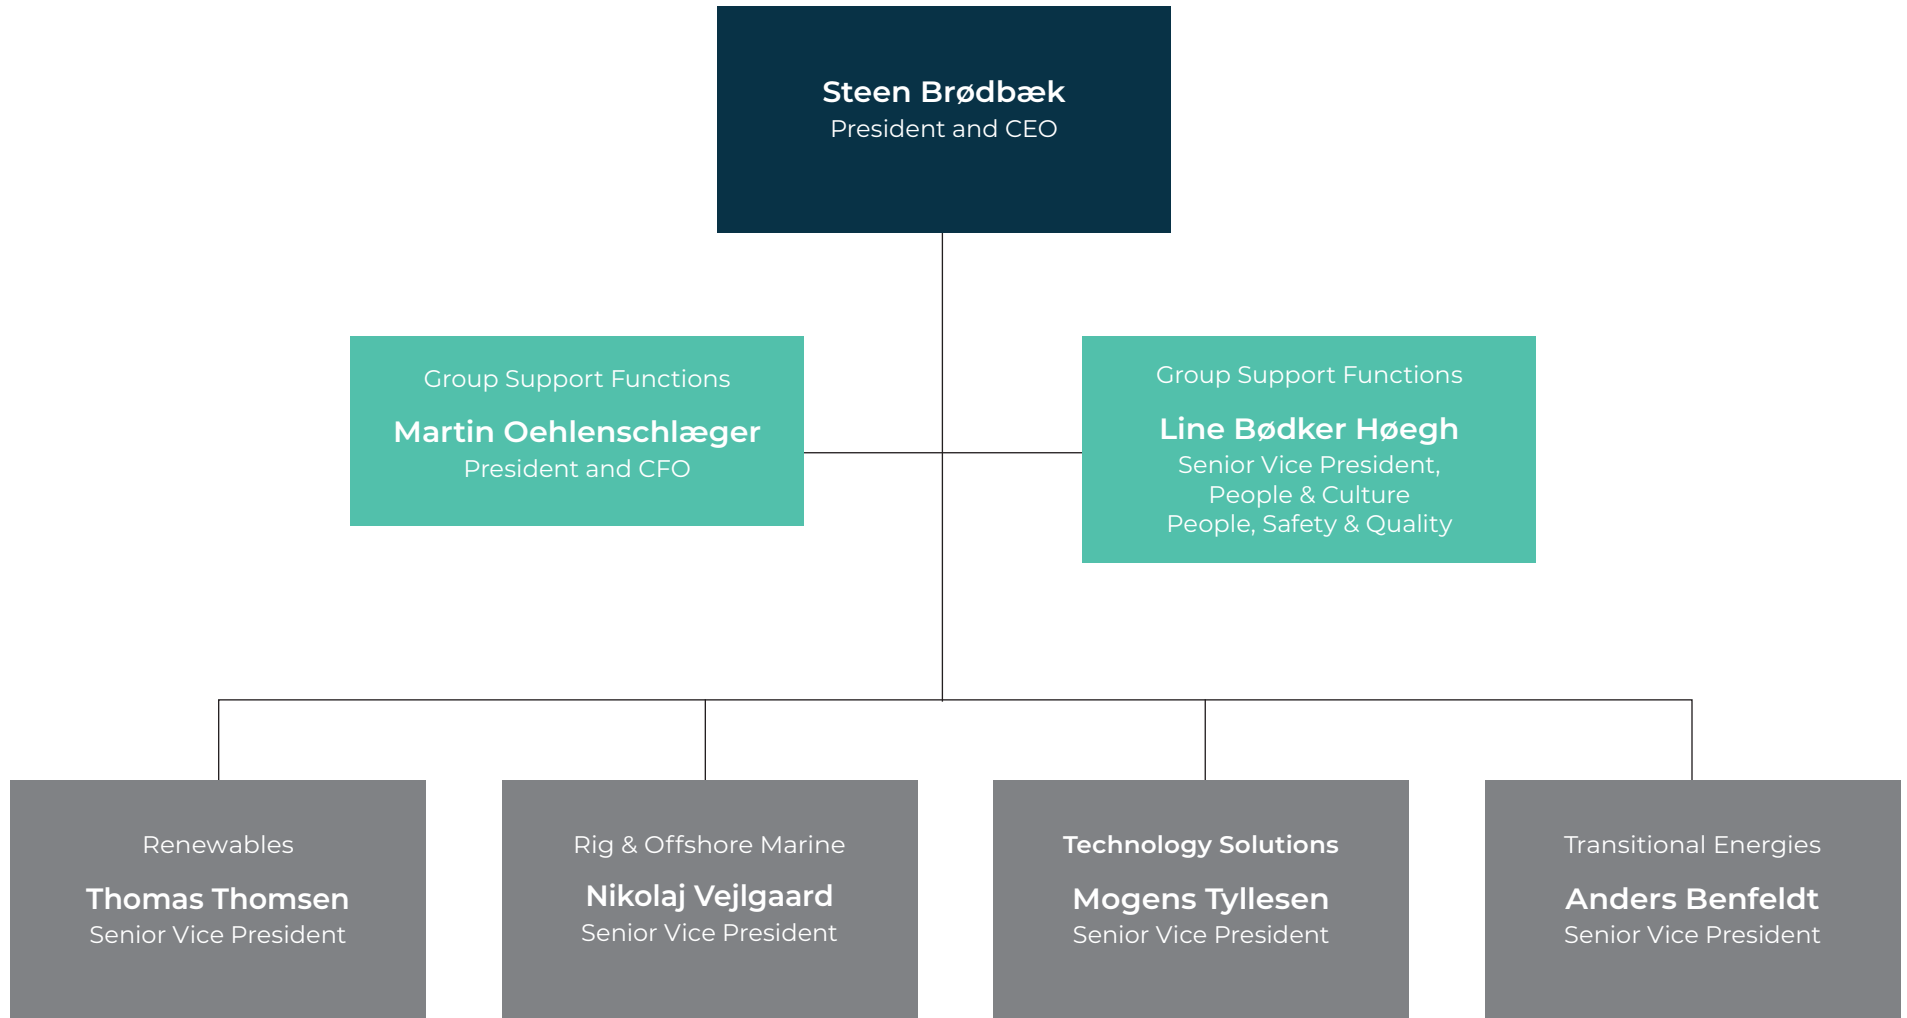 Steen Brødbæk
President and CEO
Group Support Functions
Martin Oehlenschlæger
President and CFO
Group Support Functions
Line Bødker Høegh
Senior Vice President,
People & Culture
People, Safety & Quality
Renewables
Thomas Thomsen
Senior Vice President
Rig & Offshore Marine
Nikolaj Vejlgaard
Senior Vice President
Technology Solutions
Mogens Tyllesen
Senior Vice President
Transitional Energies
Anders Benfeldt
Senior Vice President